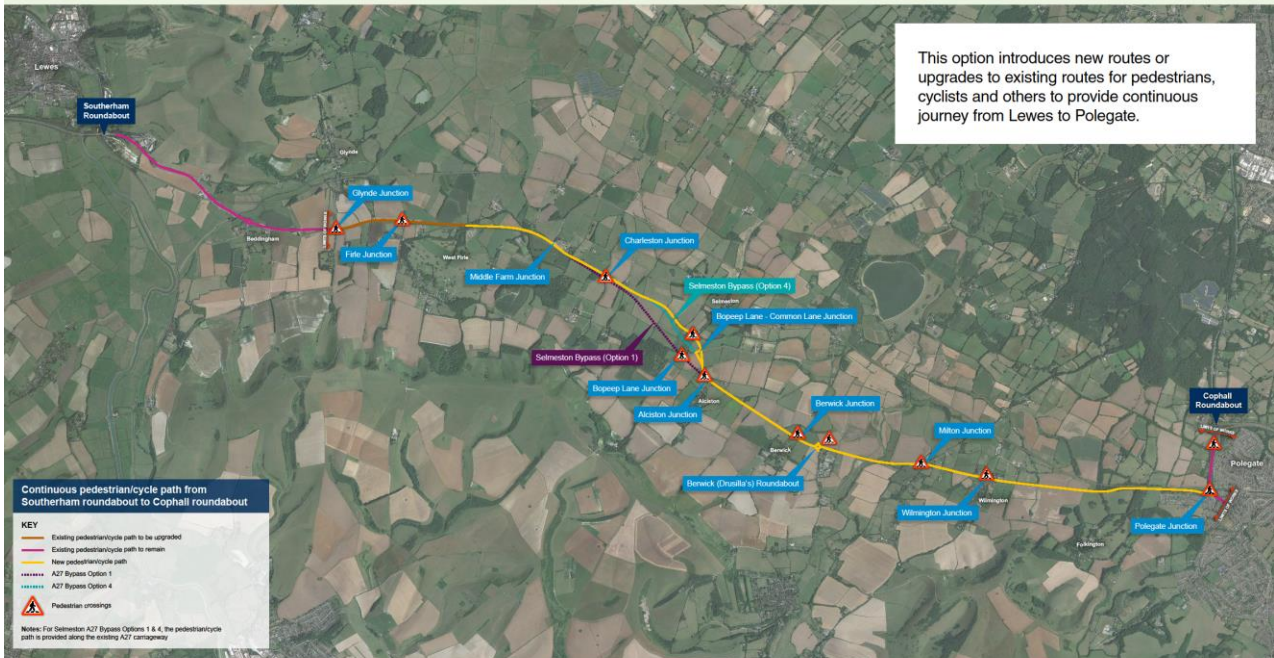 This option introduces new routes or
upgrades to existing routes for pedestrians,
cyclists and others to provide continuous
journey from Lewes to Polegate.
Lewes
Southerham
Roundabout
Glynde
Glynde Junction
Beddingham
Firle Junction
West Firle
Middle Farm Junction
Charleston Junction
Selmeston Bypass (Option 4)
Selmeston
Bopeep Lane - Common Lane Junction
Selmeston Bypass (Option 1)
Bopeep Lane Junction
Alciston
Alciston Junction
Berwick Junction
Berwick
Berwick (Drusilla's) Roundabout
Milton Junction
Wilmington
Wilmington Junction
Cophall
Roundabout
Polegate
Polegate Junction
Folkington
Continuous pedestrian/cycle path from
Southerham roundabout to Cophall roundabout
KEY
Existing pedestrian/cycle path to be upgraded
Existing pedestrian/cycle path to remain
New pedestrian/cycle path
A27 Bypass Option 1
A27 Bypass Option 4
Pedestrian crossings
Notes: For Selmeston A27 Bypass Options 1 & 4, the pedestrian/cycle
path is provided along the existing A27 carriageway